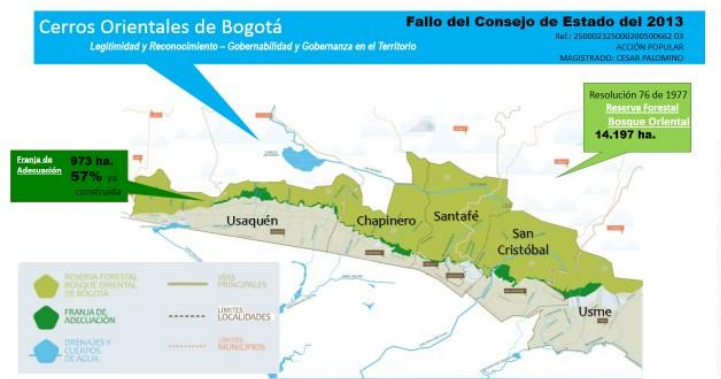 Cerros Orientales de Bogotá
Legitimidad y Reconocimiento – Gobernabilidad y Gobernanza en el Territorio
Fallo del Consejo de Estado del 2013
Ref.: 250002325000200500662 03
ACCIÓN POPULAR
MAGISTRADO: CESAR PALOMINO
Resolución 76 de 1977
Reserva Forestal
Bosque Oriental
14.197 ha.
Franja de
Adecuación
973 ha.
57% ya
construida
Usaquén
Chapinero
Santafé
San
Cristóbal
Usme
RESERVA FORESTAL
BOSQUE ORIENTAL
DE BOGOTÁ
FRANJA DE
ADECUACIÓN
DRENAJES Y
CUERPOS
DE AGUA
VÍAS
PRINCIPALES
LÍMITES
LOCALIDADES
LÍMITES
MUNICIPIOS